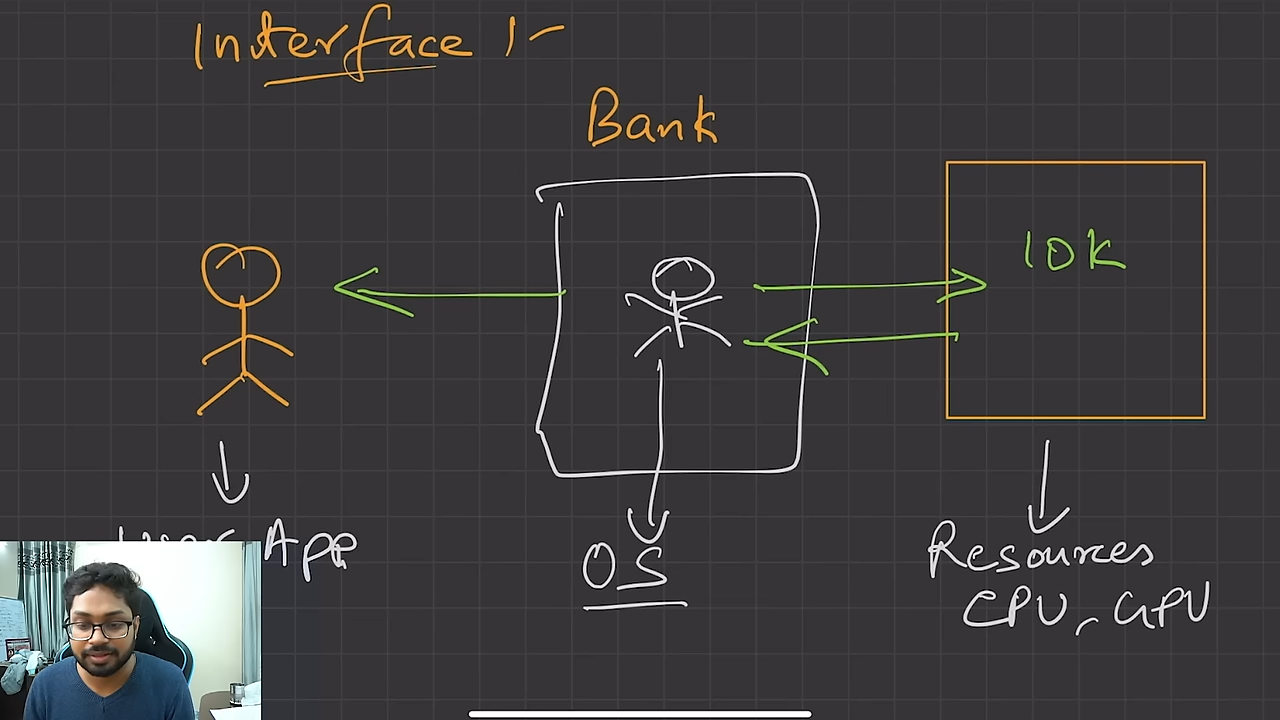 Interface :-
Bank
10K
App
OS
Resources
CPU, GPU